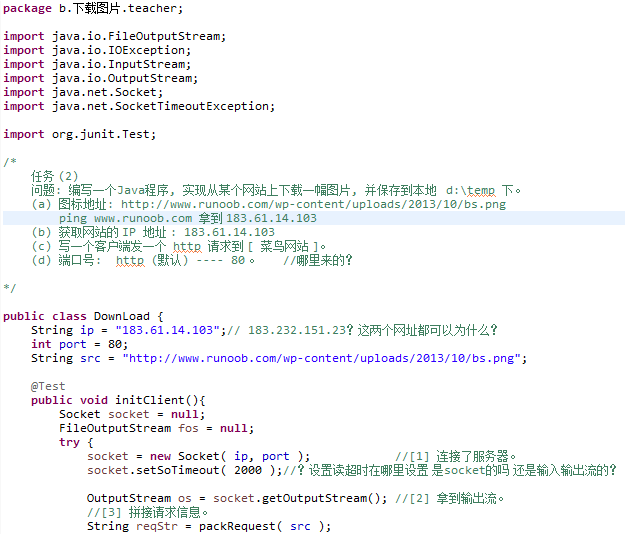 package b.下载图片.teacher;
import java.io.FileOutputStream;
import java.io.IOException;
import java.io.InputStream;
import java.io.OutputStream;
import java.net.Socket;
import java.net.SocketTimeoutException;
import org.junit.Test;
/*
任务(2)
问题: 编写一个Java程序, 实现从某个网站上下载一幅图片, 并保存到本地 d:\temp 下。
(a) 图标地址: http://www.runoob.com/wp-content/uploads/2013/10/bs.png
ping www.runoob.com 拿到183.61.14.103
(b) 获取网站的IP 地址 : 183.61.14.103
(c) 写一个客户端发一个 http 请求到[ 菜鸟网站 ]。
(d) 端口号: http (默认) ---- 80。 //哪里来的?
*/
public class DownLoad {
String ip = "183.61.14.103";// 183.232.151.23? 这两个网址都可以为什么?
int port = 80;
String src = "http://www.runoob.com/wp-content/uploads/2013/10/bs.png";
@Test
public void initClient(){
Socket socket = null;
FileOutputStream fos = null;
try {
socket = new Socket( ip, port ); //[1] 连接了服务器。
socket.setSoTimeout( 2000 );//? 设置读超时在哪里设置 是socket的吗 还是输入输出流的?
OutputStream os = socket.getOutputStream(); //[2] 拿到输出流。
//[3] 拼接请求信息。
String reqStr = packRequest( src );